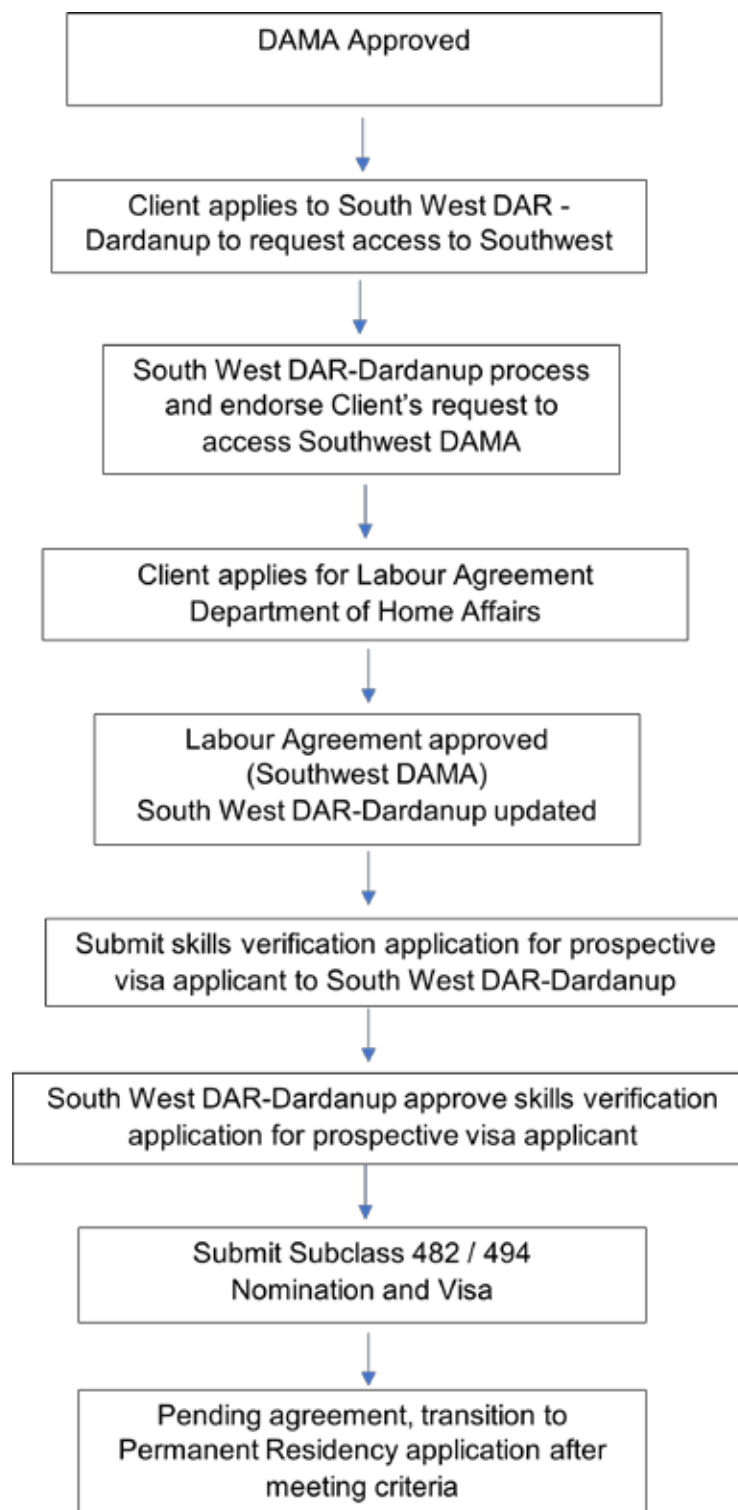 DAMA Approved
Client applies to South West DAR -
Dardanup to request access to Southwest
South West DAR-Dardanup process
and endorse Client’s request to
access Southwest DAMA
Client applies for Labour Agreement
Department of Home Affairs
Labour Agreement approved
(Southwest DAMA)
South West DAR-Dardanup updated
Submit skills verification application for prospective
visa applicant to South West DAR-Dardanup
South West DAR-Dardanup approve skills verification
application for prospective visa applicant
Submit Subclass 482 / 494
Nomination and Visa
Pending agreement, transition to
Permanent Residency application after
meeting criteria